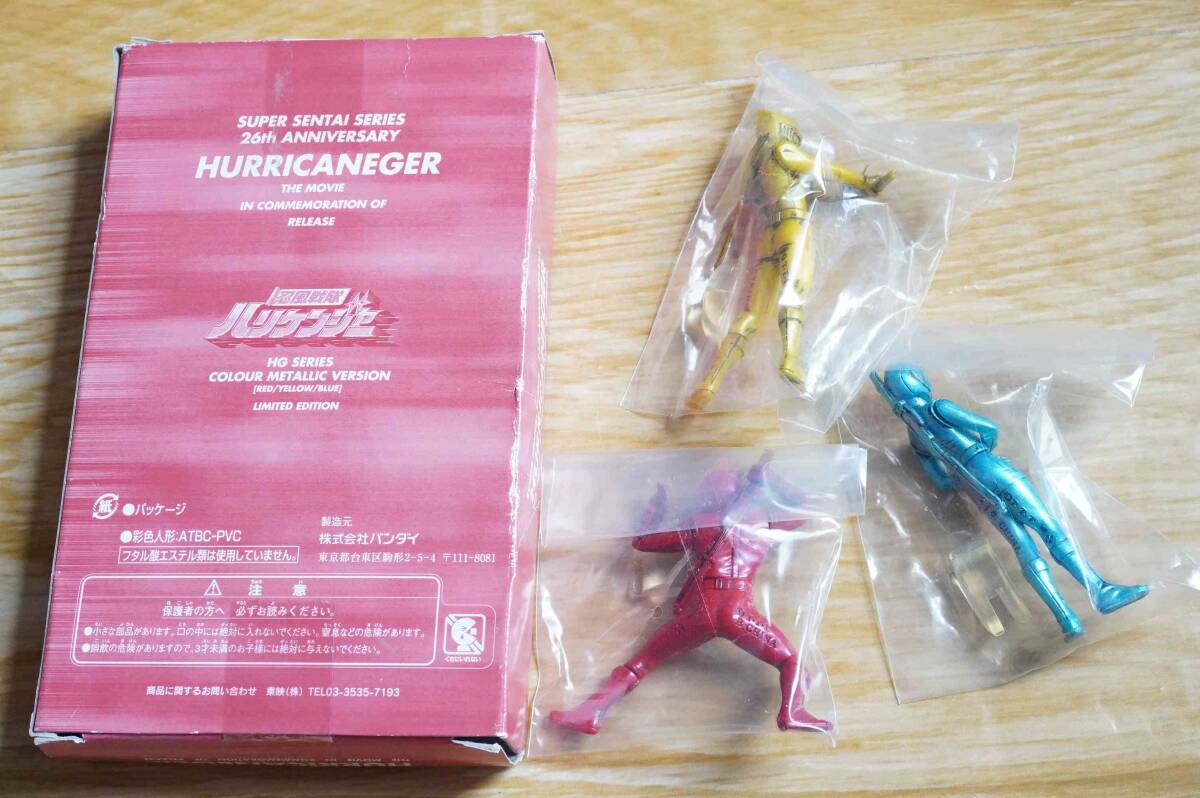 SUPER SENTAI SERIES
26th ANNIVERSARY
HURRICANEGER
THE MOVIE
IN COMMEMORATION OF
RELEASE
忍風戦隊
ハリケンジャー
HG SERIES
COLOUR METALLIC VERSION
[RED/YELLOW/BLUE]
LIMITED EDITION
紙 ●パッケージ
●彩色人形:ATBC-PVC
フタル酸エステル類は使用していません。
製造元
株式会社バンダイ
東京都台東区駒形2-5-4 〒111-8081
⚠ 注意
保護者の方へ 必ずお読みください。
●小さな部品があります。口の中には絶対に入れないでください。窒息などの危険があります。
●誤飲の危険がありますので、3才未満のお子様には絶対に与えないでください。
くちにいれない
商品に関するお問い合わせ 東映(株) TEL03-3535-7193